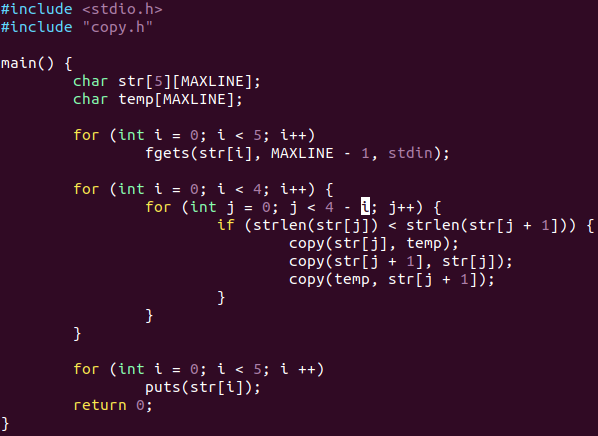 #include <stdio.h>
#include "copy.h"
main() {
char str[5][MAXLINE];
char temp[MAXLINE];
for (int i = 0; i < 5; i++)
fgets(str[i], MAXLINE - 1, stdin);
for (int i = 0; i < 4; i++) {
for (int j = 0; j < 4 - i; j++) {
if (strlen(str[j]) < strlen(str[j + 1])) {
copy(str[j], temp);
copy(str[j + 1], str[j]);
copy(temp, str[j + 1]);
}
}
}
for (int i = 0; i < 5; i ++)
puts(str[i]);
return 0;
}